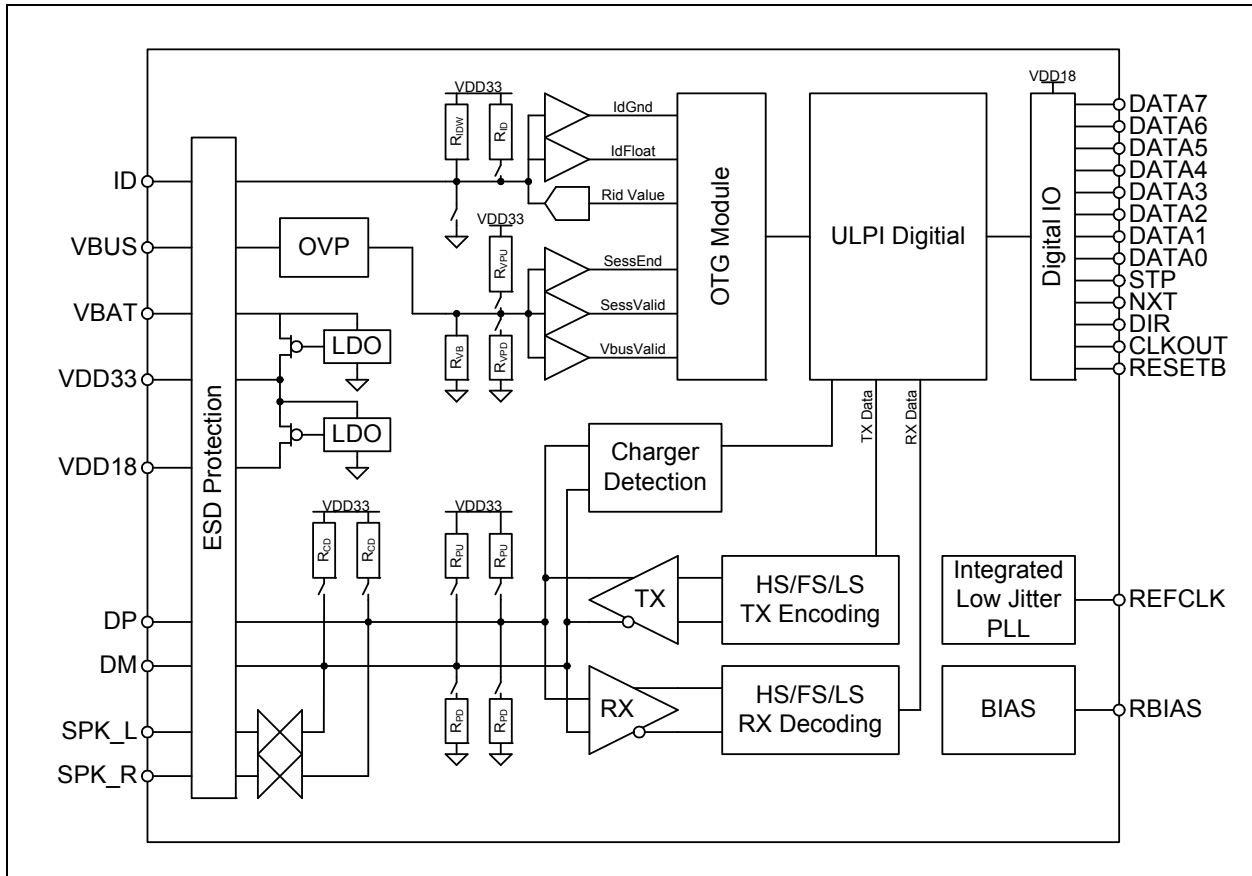 VDD33
VDD18
DATA7
DATA6
DATA5
DATA4
DATA3
DATA2
DATA1
DATA0
STP
NXT
DIR
CLKOUT
RESETB
ID
VBUS
VBAT
VDD33
VDD18
ESD Protection
RIDW
RID
IdGnd
IdFloat
Rid Value
OVP
VDD33
RVPU
RVB
RVPD
SessEnd
SessValid
VbusValid
OTG Module
ULPI Digitial
Digital IO
LDO
LDO
TX Data
RX Data
Charger
Detection
VDD33
RCD
RCD
VDD33
RPU
RPU
DP
DM
SPK_L
SPK_R
RPD
RPD
TX
HS/FS/LS
TX Encoding
RX
HS/FS/LS
RX Decoding
Integrated
Low Jitter
PLL
REFCLK
BIAS
RBIAS